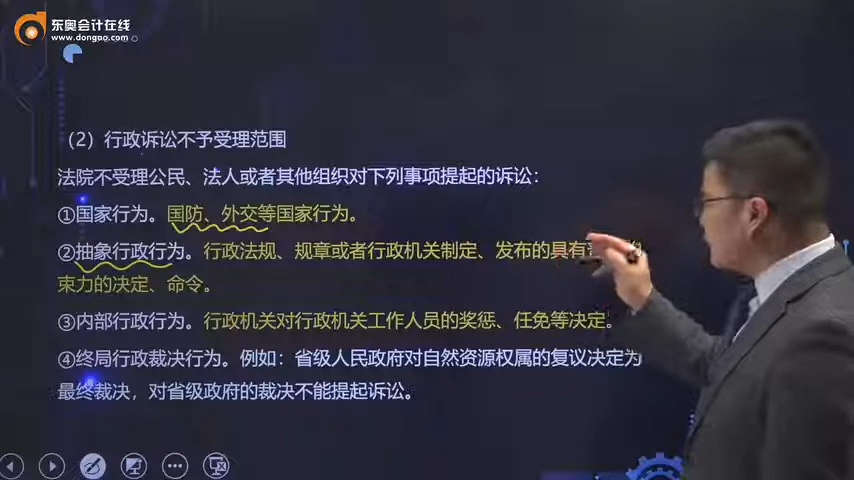 东奥会计在线
www.dongao.com
（2）行政诉讼不予受理范围
法院不受理公民、法人或者其他组织对下列事项提起的诉讼：
①国家行为。国防、外交等国家行为。
②抽象行政行为。行政法规、规章或者行政机关制定、发布的具有
束力的决定、命令。
③内部行政行为。行政机关对行政机关工作人员的奖惩、任免等决定。
④终局行政裁决行为。例如：省级人民政府对自然资源权属的复议决定为
最终裁决，对省级政府的裁决不能提起诉讼。